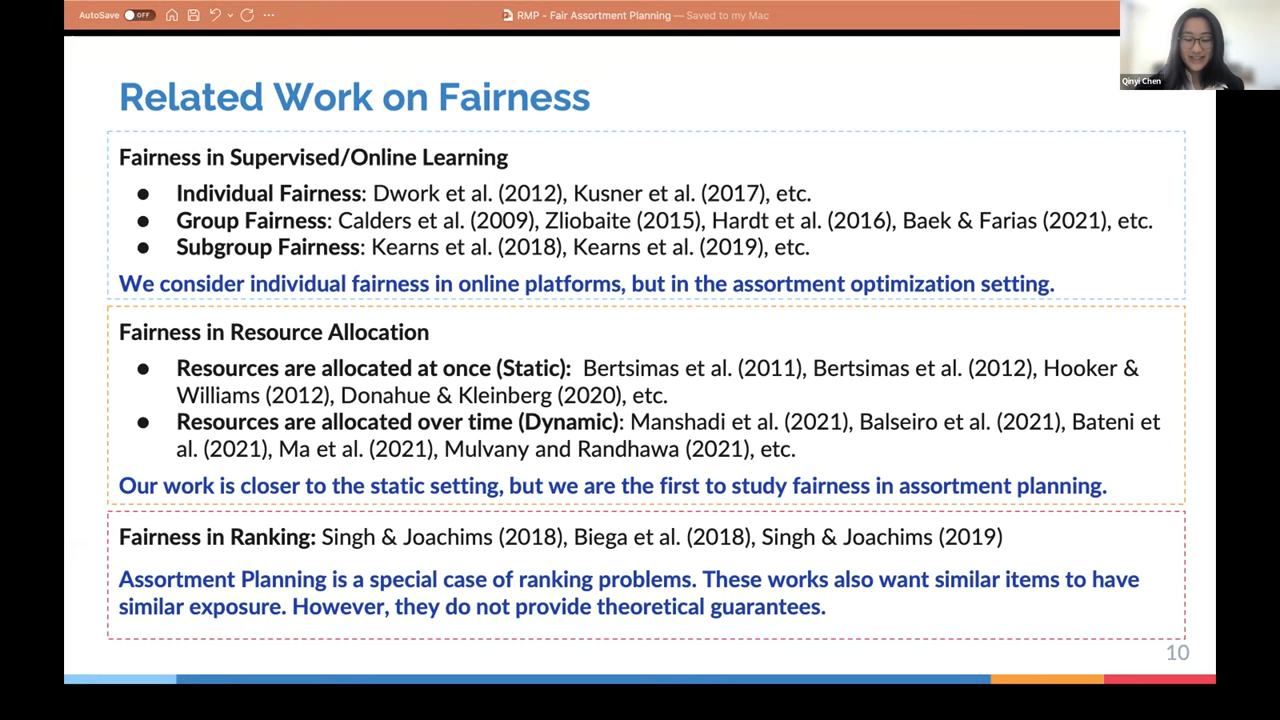 AutoSave OFF
RMP - Fair Assortment Planning — Saved to my Mac
Qinyi Chen
Related Work on Fairness
Fairness in Supervised/Online Learning
● Individual Fairness: Dwork et al. (2012), Kusner et al. (2017), etc.
● Group Fairness: Calders et al. (2009), Zliobaite (2015), Hardt et al. (2016), Baek & Farias (2021), etc.
● Subgroup Fairness: Kearns et al. (2018), Kearns et al. (2019), etc.
We consider individual fairness in online platforms, but in the assortment optimization setting.
Fairness in Resource Allocation
● Resources are allocated at once (Static): Bertsimas et al. (2011), Bertsimas et al. (2012), Hooker &
Williams (2012), Donahue & Kleinberg (2020), etc.
● Resources are allocated over time (Dynamic): Manshadi et al. (2021), Balseiro et al. (2021), Bateni et
al. (2021), Ma et al. (2021), Mulvany and Randhawa (2021), etc.
Our work is closer to the static setting, but we are the first to study fairness in assortment planning.
Fairness in Ranking: Singh & Joachims (2018), Biega et al. (2018), Singh & Joachims (2019)
Assortment Planning is a special case of ranking problems. These works also want similar items to have
similar exposure. However, they do not provide theoretical guarantees.
10